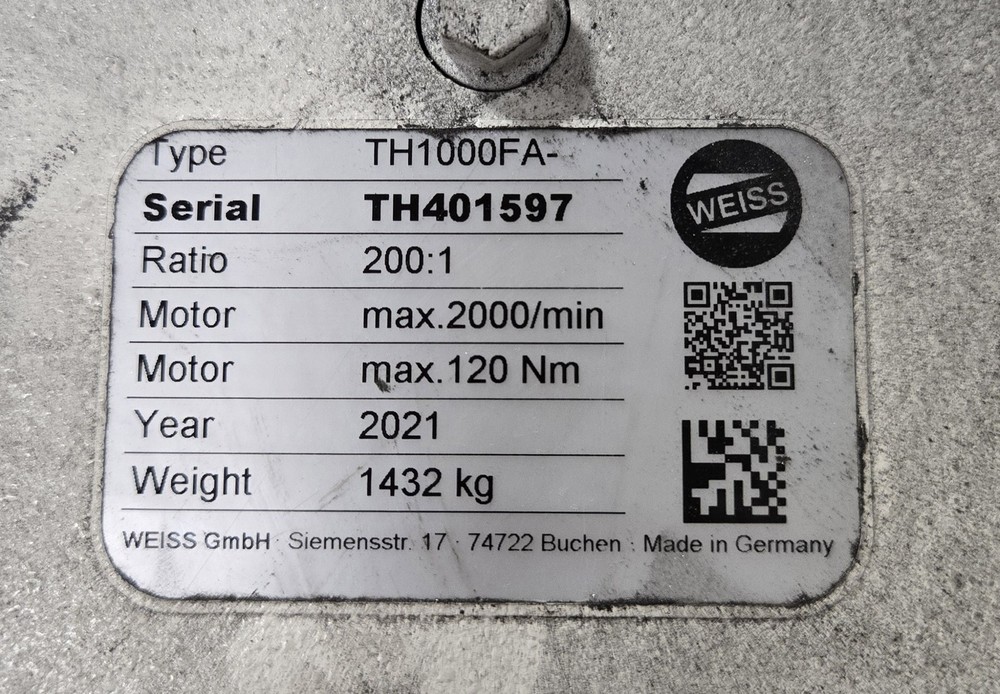 Type TH1000FA-
Serial TH401597
Ratio 200:1
Motor max.2000/min
Motor max.120 Nm
Year 2021
Weight 1432 kg
WEISS GmbH · Siemensstr. 17 · 74722 Buchen · Made in Germany
WEISS